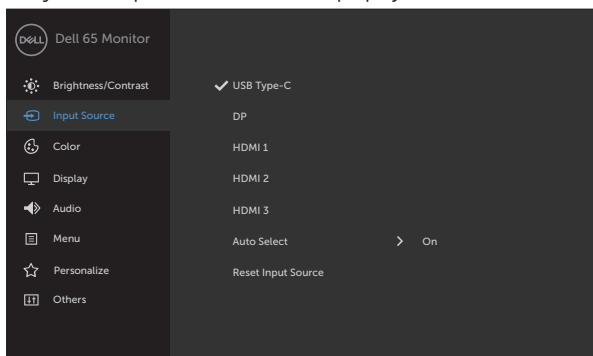 DELL
Dell 65 Monitor
Brightness/Contrast
USB Type-C
Input Source
DP
Color
HDMI 1
Display
HDMI 2
Audio
HDMI 3
Menu
Auto Select
On
Personalize
Reset Input Source
Others